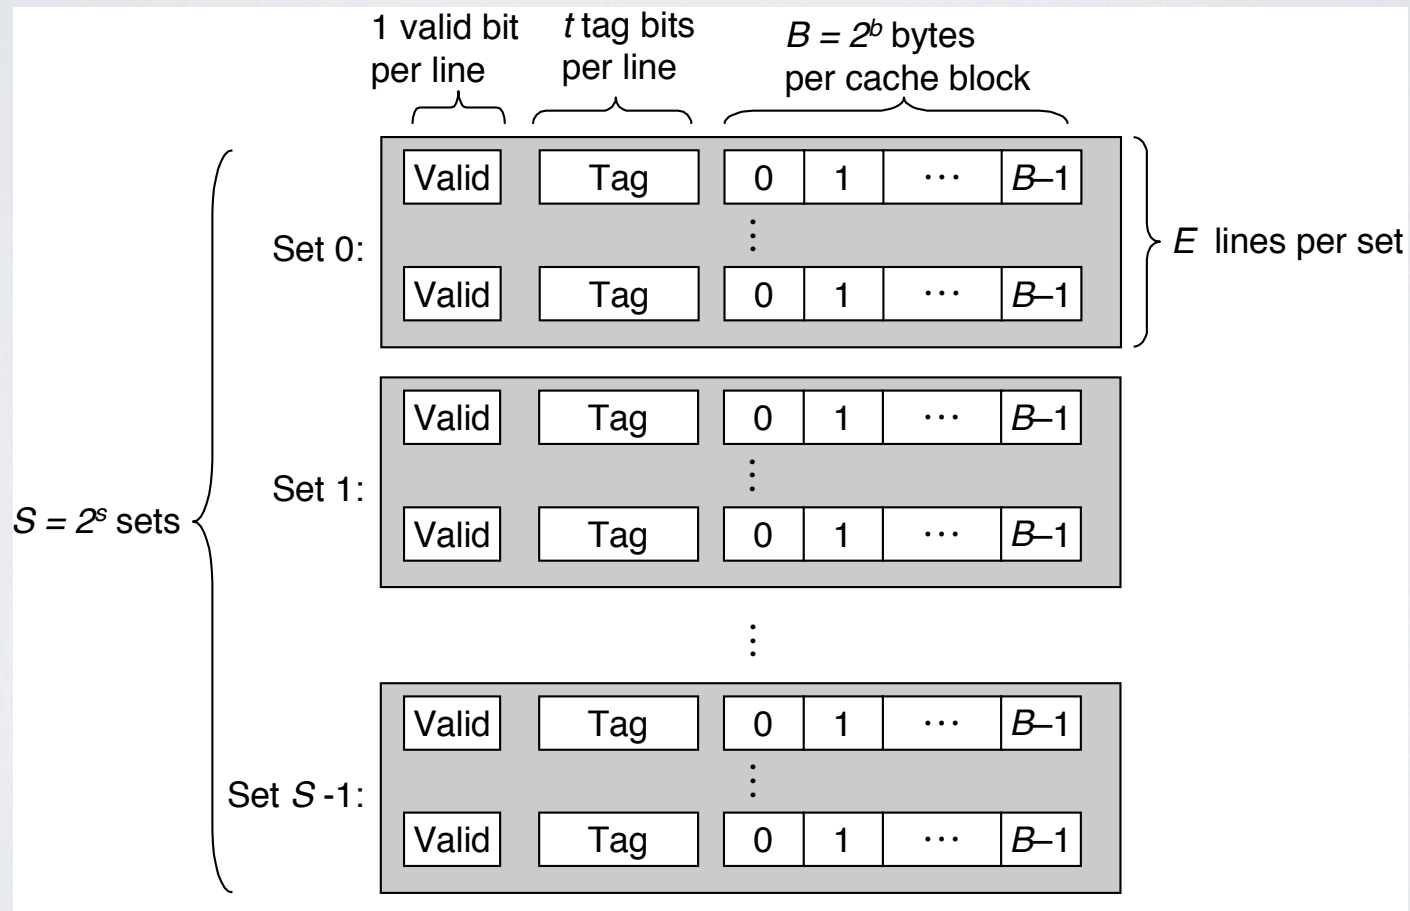 1 valid bit
per line
t tag bits
per line
B = 2^b bytes
per cache block
Valid Tag 0 1 ⋯ B–1
⋮
Set 0:
E lines per set
Valid Tag 0 1 ⋯ B–1
Valid Tag 0 1 ⋯ B–1
⋮
Set 1:
S = 2^s sets
Valid Tag 0 1 ⋯ B–1
⋮
Valid Tag 0 1 ⋯ B–1
⋮
Set S -1:
Valid Tag 0 1 ⋯ B–1